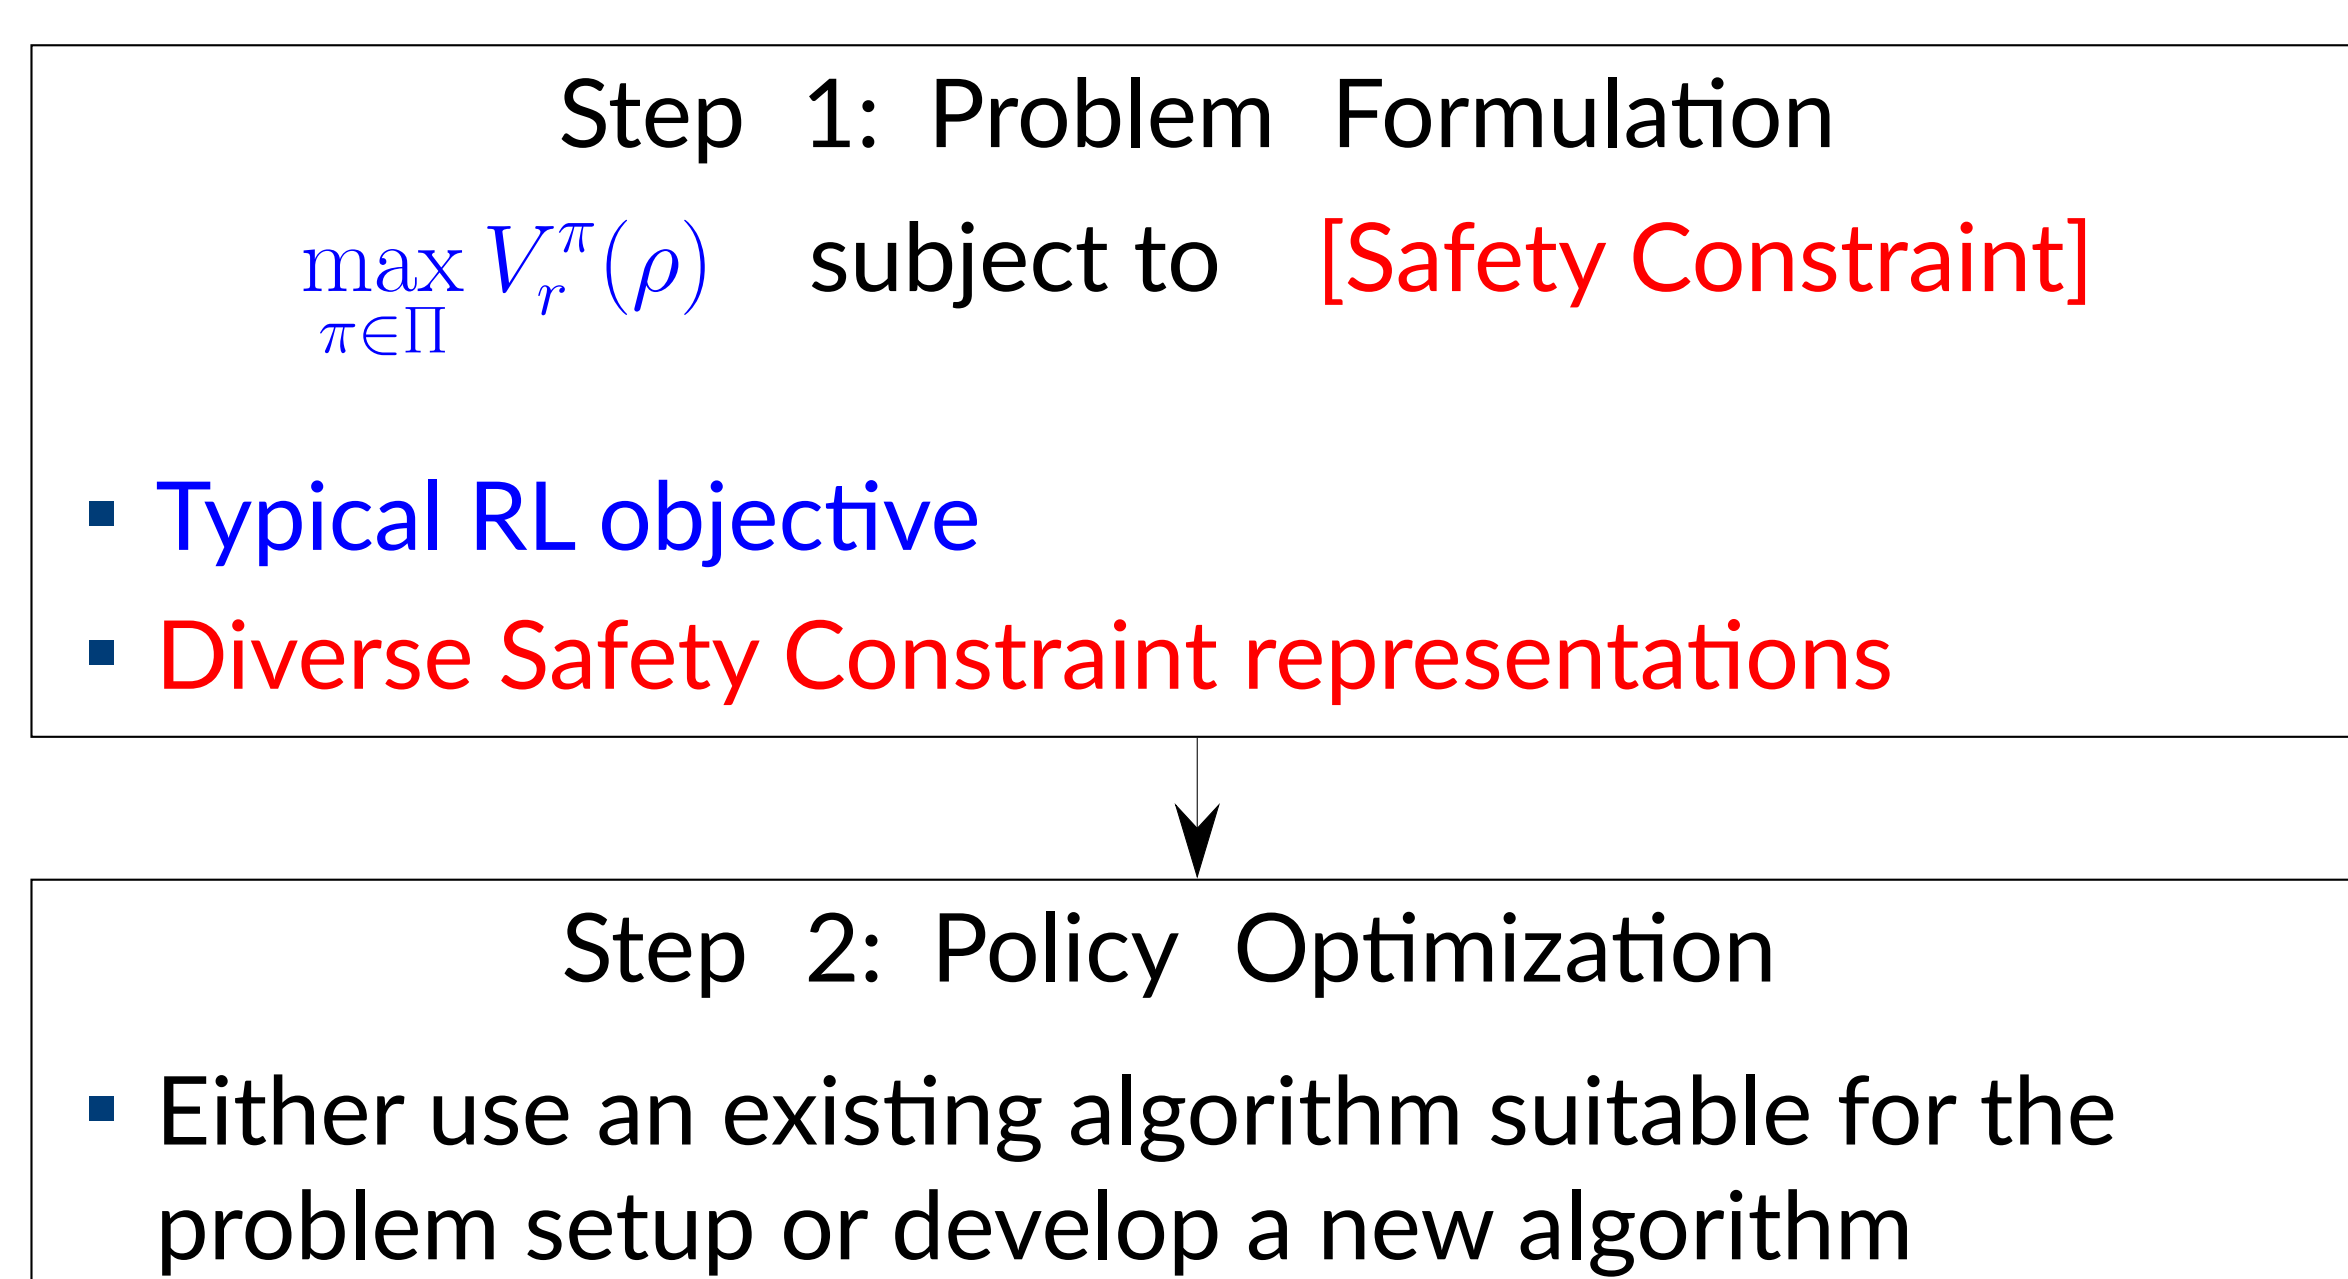 Step 1: Problem Formulation
max_{π∈Π} V_r^π(ρ) subject to [Safety Constraint]
▪ Typical RL objective
▪ Diverse Safety Constraint representations
Step 2: Policy Optimization
▪ Either use an existing algorithm suitable for the
problem setup or develop a new algorithm